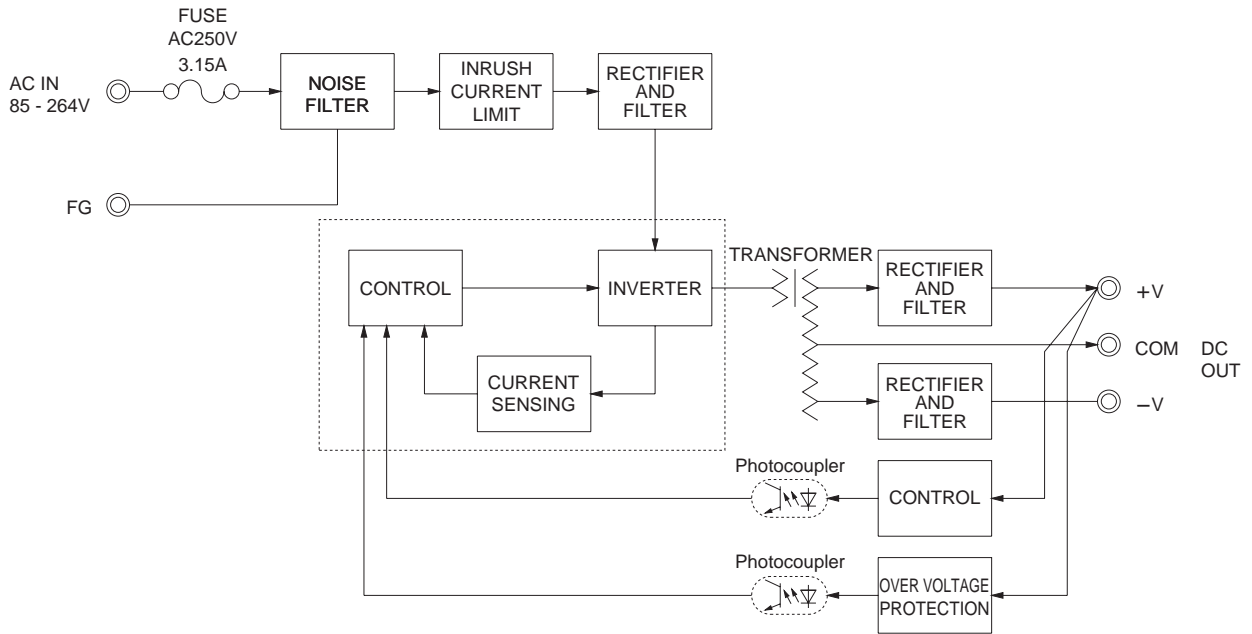 FUSE
AC250V
3.15A
AC IN
85 - 264V
NOISE
FILTER
INRUSH
CURRENT
LIMIT
RECTIFIER
AND
FILTER
FG
CONTROL
INVERTER
CURRENT
SENSING
TRANSFORMER
RECTIFIER
AND
FILTER
+V
COM
DC
OUT
RECTIFIER
AND
FILTER
−V
Photocoupler
CONTROL
Photocoupler
OVER VOLTAGE
PROTECTION